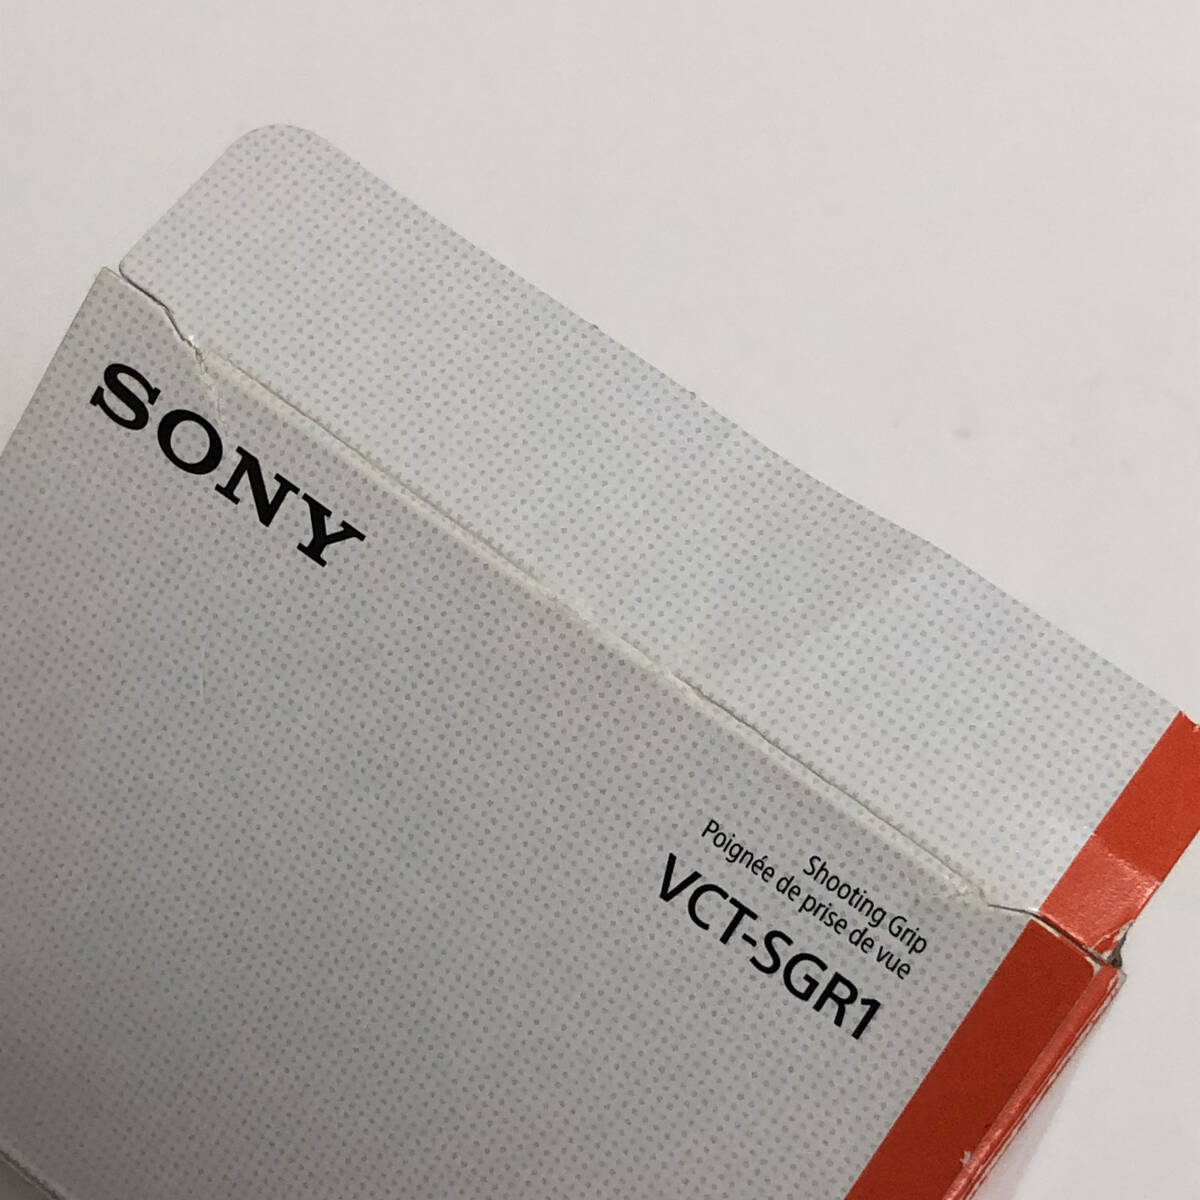 SONY
Shooting Grip
Poignée de prise de vue
VCT-SGR1